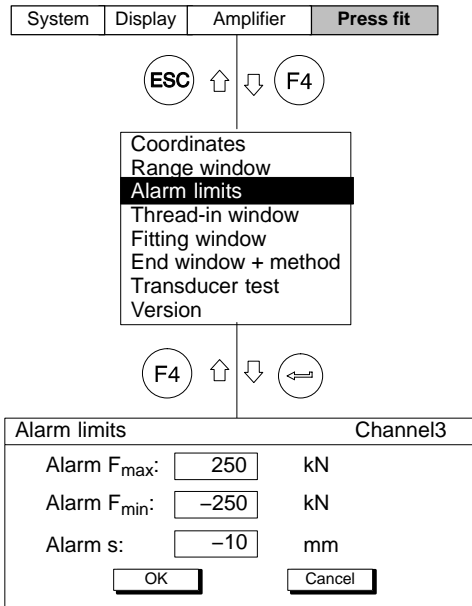 System Display Amplifier Press fit
ESC F4
Coordinates
Range window
Alarm limits
Thread-in window
Fitting window
End window + method
Transducer test
Version
F4
Alarm limits Channel3
Alarm Fmax: 250 kN
Alarm Fmin: −250 kN
Alarm s: −10 mm
OK Cancel